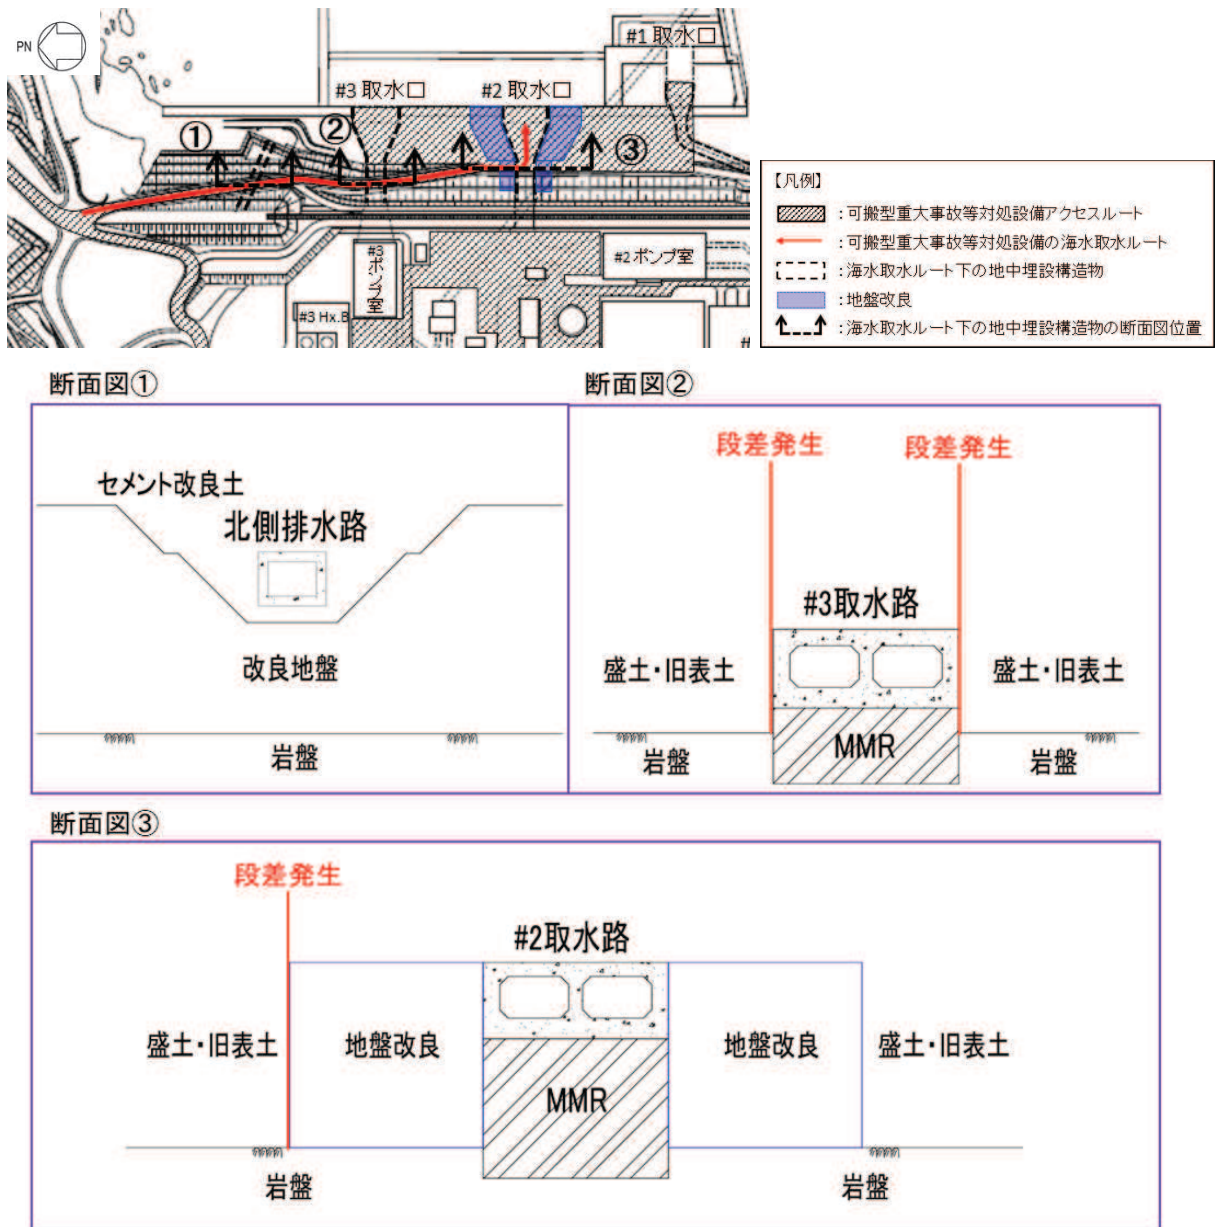 PN
#1 取水口
#3 取水口
#2 取水口
①
②
③
#3
ポンプ室
#2 ポンプ室
#3 Hx.B
【凡例】
：可搬型重大事故等対処設備アクセスルート
：可搬型重大事故等対処設備の海水取水ルート
：海水取水ルート下の地中埋設構造物
：地盤改良
：海水取水ルート下の地中埋設構造物の断面図位置
断面図①
セメント改良土
北側排水路
改良地盤
岩盤
断面図②
段差発生
段差発生
#3取水路
盛土・旧表土
盛土・旧表土
MMR
岩盤
岩盤
断面図③
段差発生
#2取水路
盛土・旧表土
地盤改良
地盤改良
盛土・旧表土
MMR
岩盤
岩盤